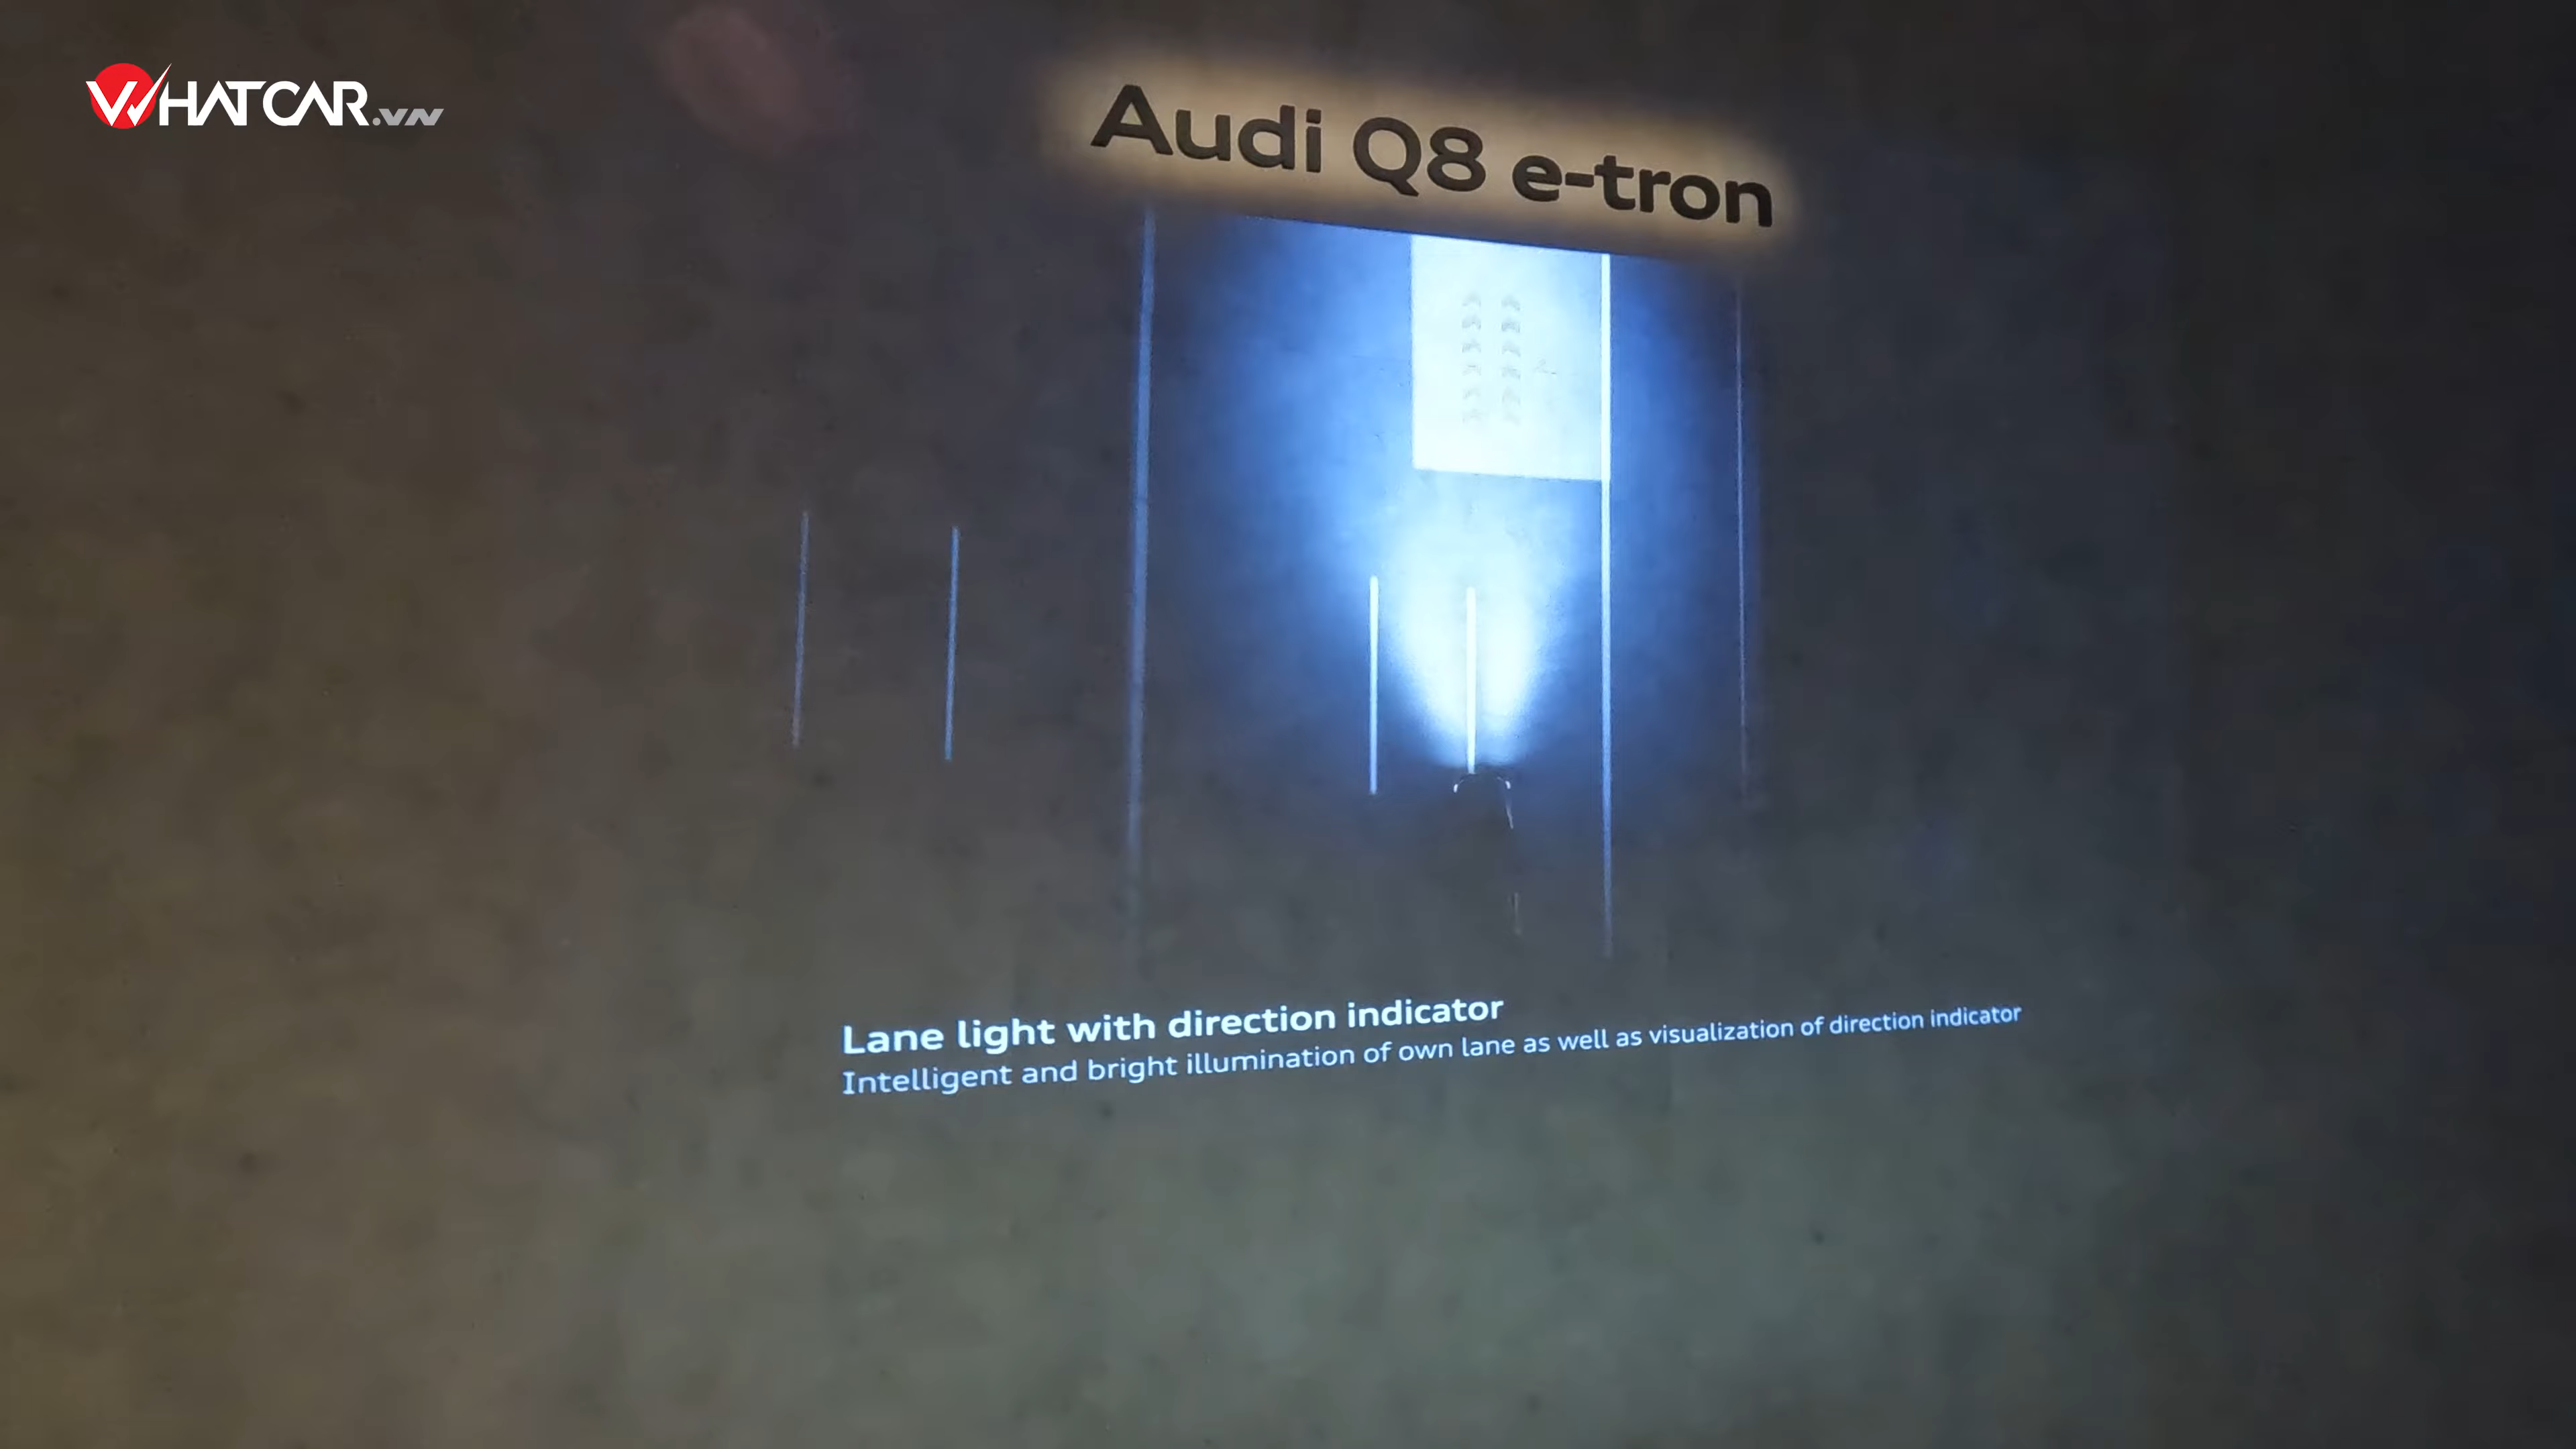 WHATCAR.VN
Audi Q8 e-tron
Lane light with direction indicator
Intelligent and bright illumination of own lane as well as visualization of direction indicator